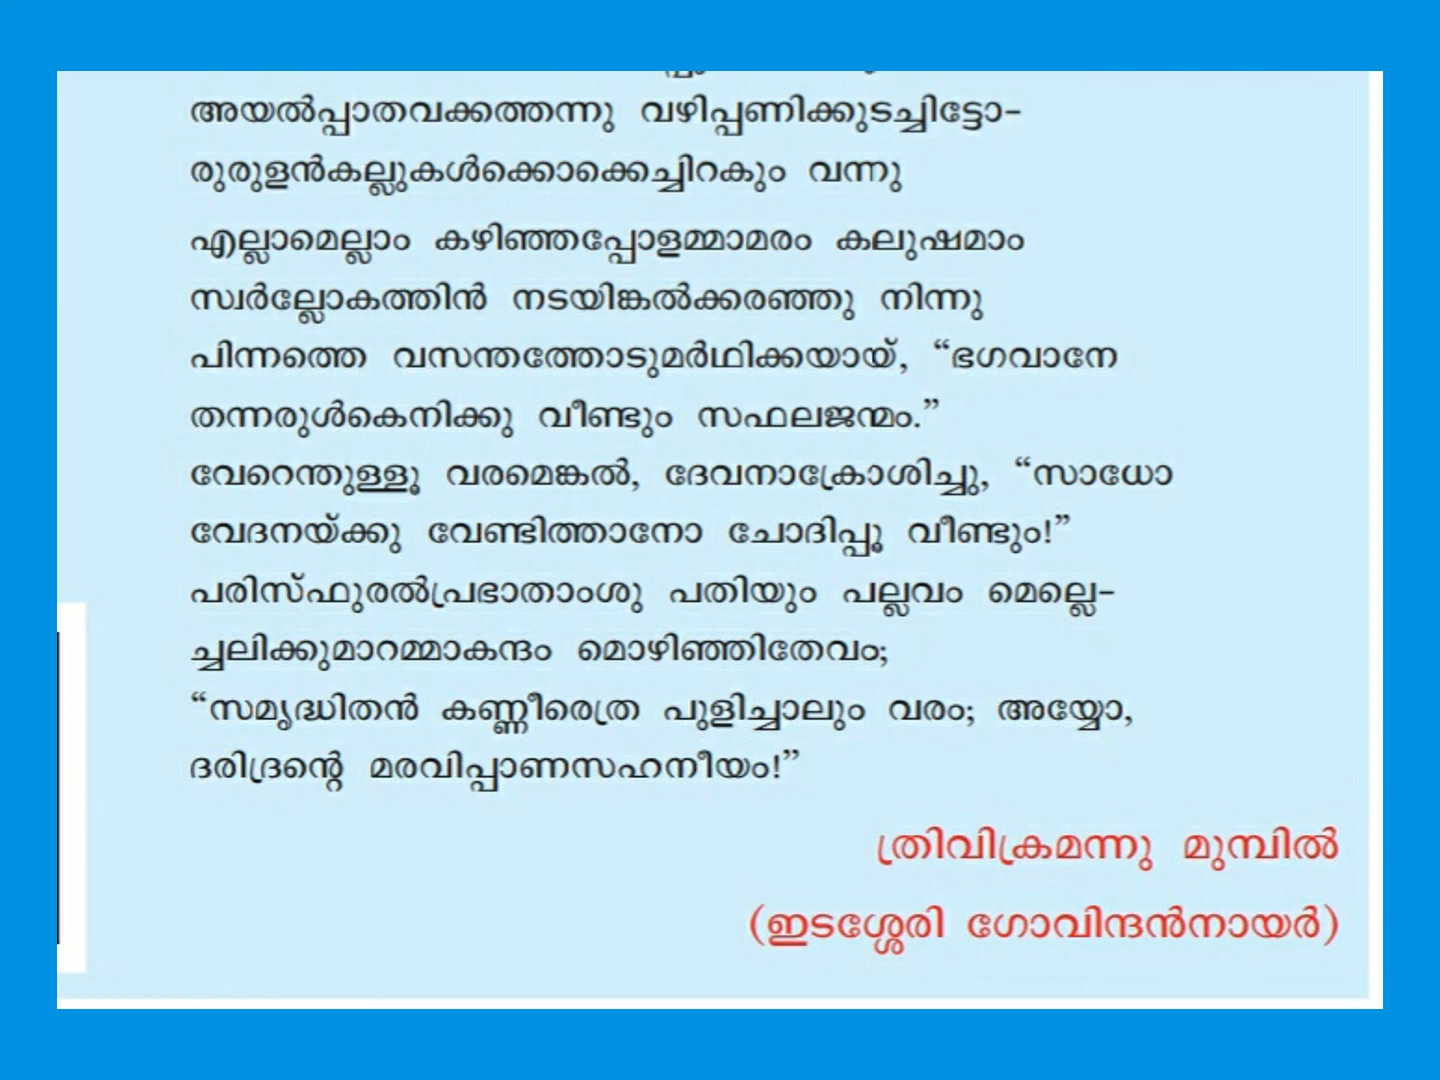 അയൽപ്പാതവക്കത്തന്നു വഴിപ്പണിക്കുടച്ചിട്ടോ-
രുരുളൻകല്ലുകൾക്കൊക്കെച്ചിറകും വന്നു
എല്ലാമെല്ലാം കഴിഞ്ഞപ്പോളമ്മാമരം കലുഷമാം
സ്വർല്ലോകത്തിൻ നടയിങ്കൽക്കരഞ്ഞു നിന്നു
പിന്നത്തെ വസന്തത്തോടുമർഥിക്കയായ്, “ഭഗവാനേ
തന്നരുൾകെനിക്കു വീണ്ടും സഫലജന്മം.”
വേറെന്തുള്ളൂ വരമെങ്കൽ, ദേവനാക്രോശിച്ചു, “സാധോ
വേദനയ്ക്കു വേണ്ടിത്താനോ ചോദിപ്പൂ വീണ്ടും!”
പരിസ്ഫുരൽപ്രഭാതാംശു പതിയും പല്ലവം മെല്ലെ-
ച്ചലിക്കുമാറമ്മാകന്ദം മൊഴിഞ്ഞിതേവം;
“സമൃദ്ധിതൻ കണ്ണീരെത്ര പുളിച്ചാലും വരം; അയ്യോ,
ദരിദ്രന്റെ മരവിപ്പാണസഹനീയം!”
ത്രിവിക്രമന്നു മുമ്പിൽ
(ഇടശ്ശേരി ഗോവിന്ദൻനായർ)